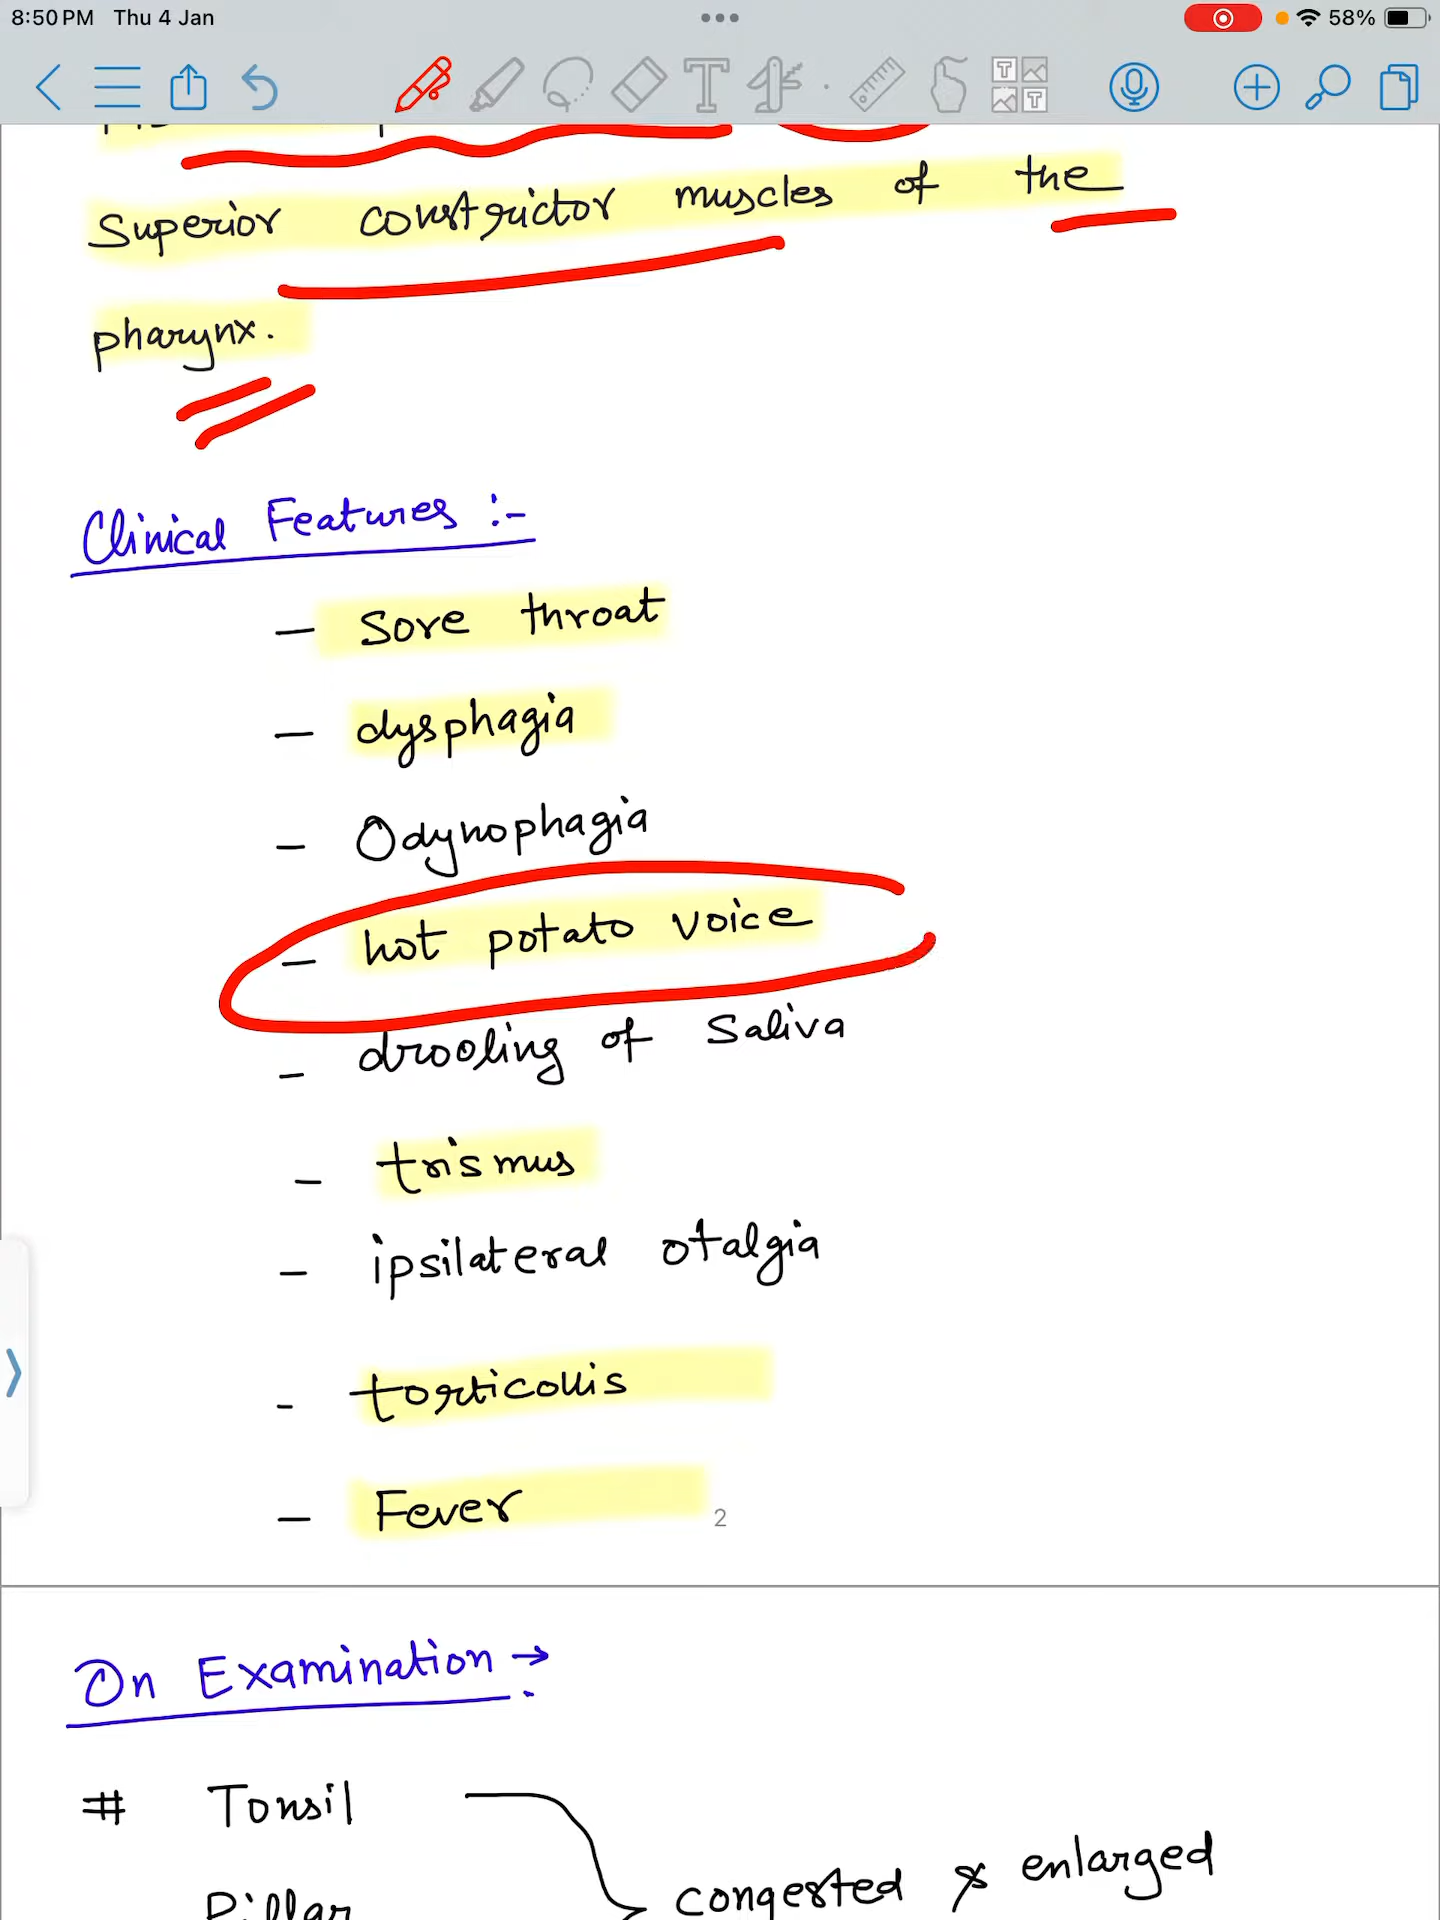 8:50 PM Thu 4 Jan
58%
Superior constrictor muscles of the
pharynx.
Clinical Features :-
– Sore throat
– dysphagia
– Odynophagia
– hot potato voice
– drooling of Saliva
– trismus
– ipsilateral otalgia
- torticollis
– Fever
2
On Examination →
# Tonsil
Pillar
congested & enlarged